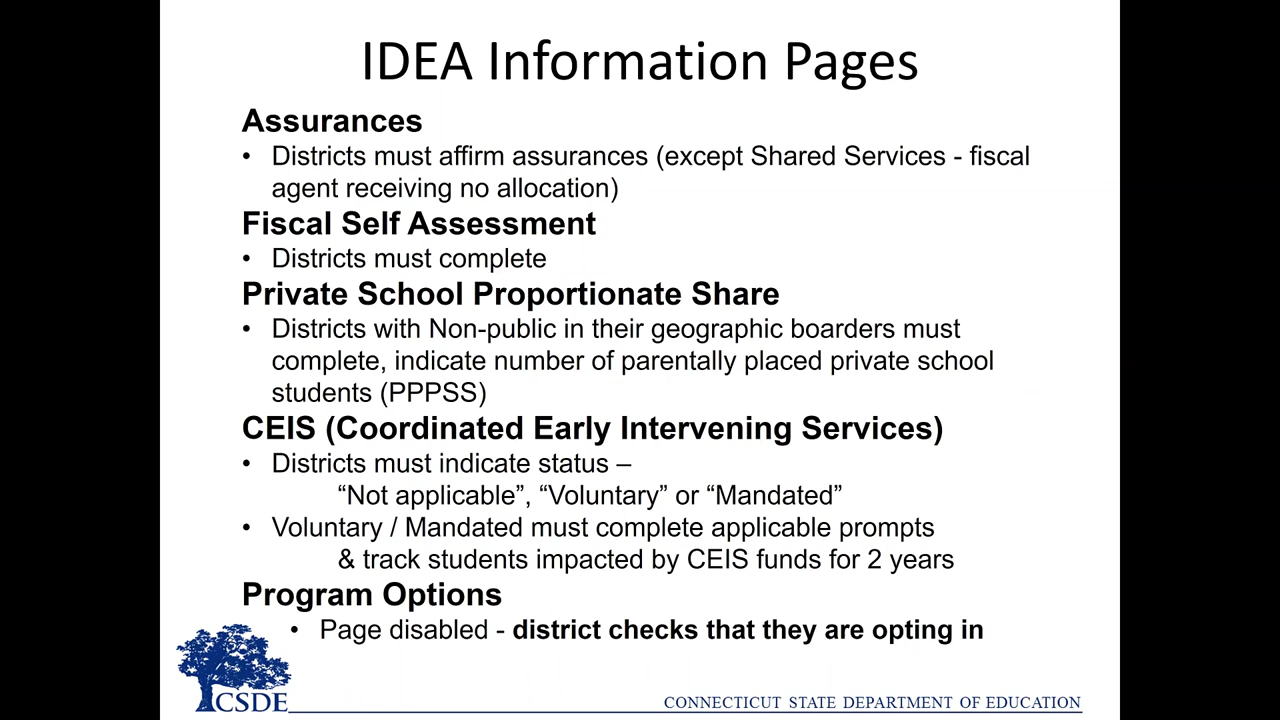 IDEA Information Pages
Assurances
• Districts must affirm assurances (except Shared Services - fiscal
agent receiving no allocation)
Fiscal Self Assessment
• Districts must complete
Private School Proportionate Share
• Districts with Non-public in their geographic boarders must
complete, indicate number of parentally placed private school
students (PPPSS)
CEIS (Coordinated Early Intervening Services)
• Districts must indicate status –
“Not applicable”, “Voluntary” or “Mandated”
• Voluntary / Mandated must complete applicable prompts
& track students impacted by CEIS funds for 2 years
Program Options
• Page disabled - district checks that they are opting in
CSDE
CONNECTICUT STATE DEPARTMENT OF EDUCATION